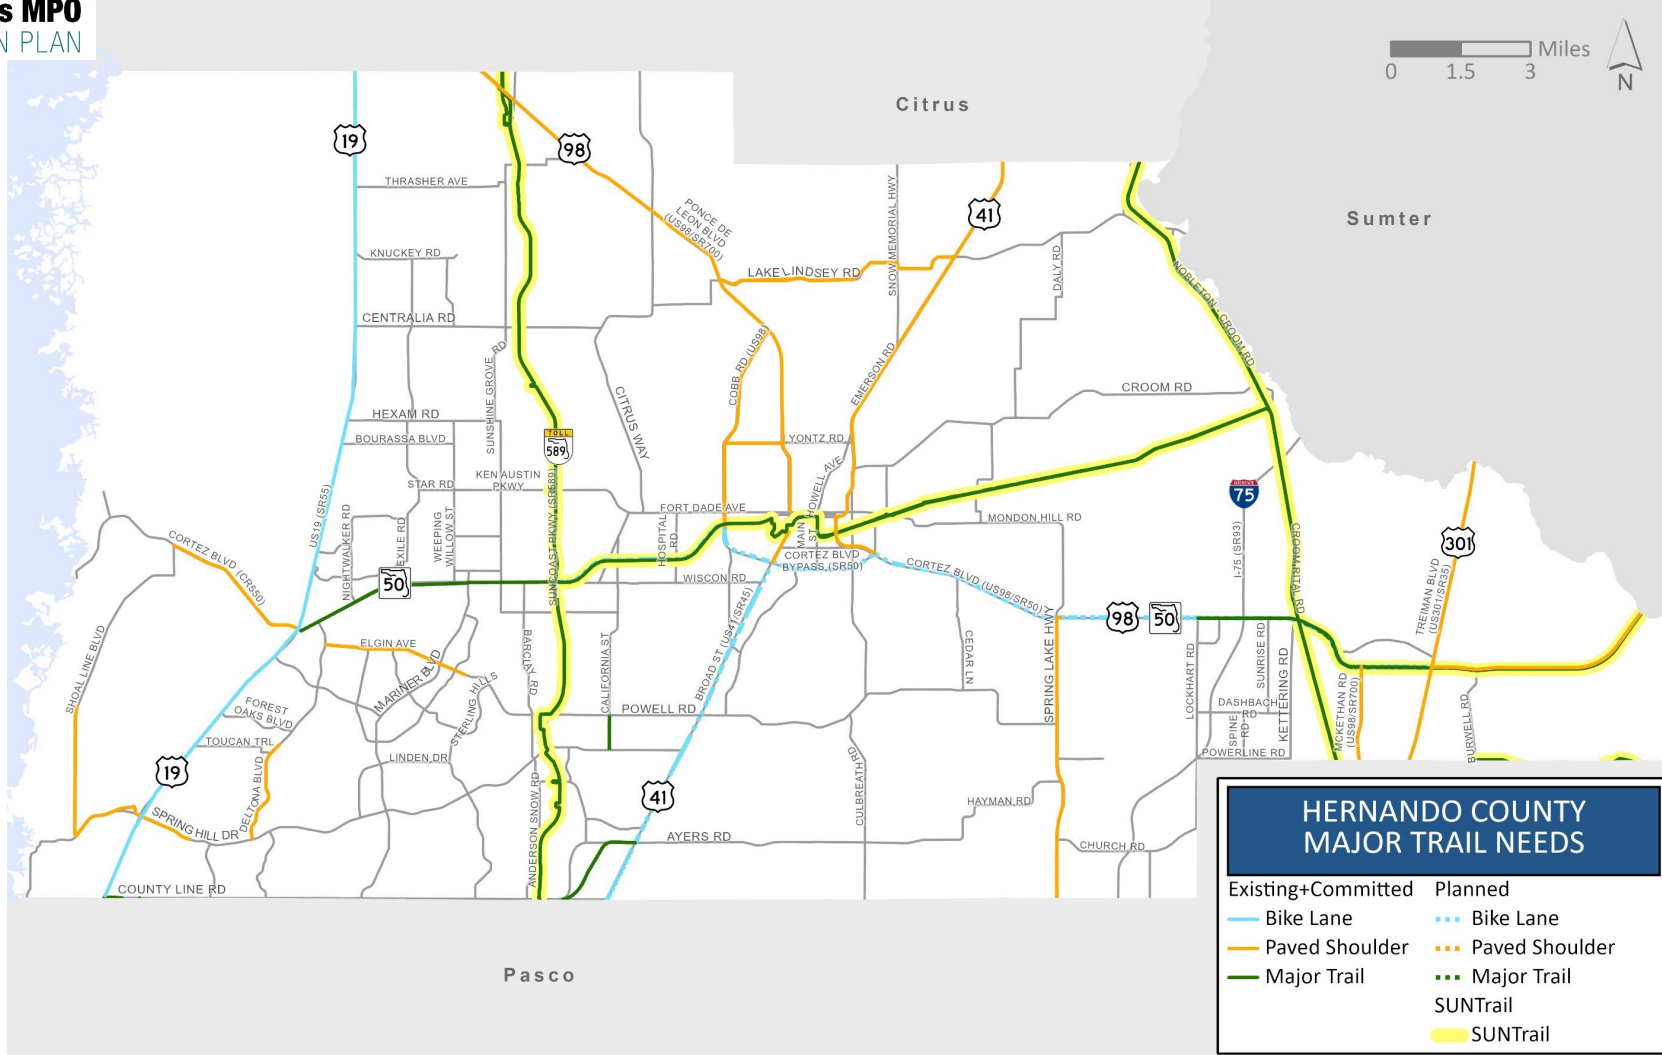 s MPO
N PLAN
Miles
0 1.5 3
N
Citrus
Sumter
Pasco
19
98
41
THRASHER AVE
PONCE DE
LEON BLVD
(US98/SR700)
SNOW MEMORIAL HWY
KNUCKEY RD
LAKE LINDSEY RD
DALY RD
NOBLETON - CROOM RD
CENTRALIA RD
SUNSHINE GROVE RD
CITRUS WAY
COBB RD (US98)
EMERSON RD
CROOM RD
HEXAM RD
BOURASSA BLVD
TOLL
589
YONTZ RD
HOWELL AVE
KEN AUSTIN
PKWY
STAR RD
SUNCOAST PKWY (SR589)
INTERSTATE
75
US19 (SR55)
NIGHTWALKER RD
EXILE RD
WEEPING
WILLOW ST
FORT DADE AVE
HOSPITAL
RD
MAIN
ST
MONDON HILL RD
CORTEZ BLVD
BYPASS (SR50)
CORTEZ BLVD (US98/SR50)
I-75 (SR93)
CROOM RITAL RD
301
TREIMAN BLVD
(US301/SR35)
CORTEZ BLVD (CR550)
50
WISCON RD
BROAD ST (US41/SR45)
98
50
SHOAL LINE BLVD
ELGIN AVE
MARINER BLVD
STERLING HILLS
BARCLAY RD
CALIFORNIA ST
CEDAR LN
SPRING LAKE HWY
LOCKHART RD
SUNRISE RD
KETTERING RD
MCKETHAN RD
(US98/SR700)
BURWELL RD
FOREST
OAKS BLVD
TOUCAN TRL
POWELL RD
DASHBACH
RD
SPINE
RD
POWERLINE RD
LINDEN DR
DELTONA BLVD
19
41
CULBREATH RD
ANDERSON SNOW RD
HAYMAN RD
SPRING HILL DR
AYERS RD
CHURCH RD
COUNTY LINE RD
HERNANDO COUNTY
MAJOR TRAIL NEEDS
Existing+Committed Planned
Bike Lane Bike Lane
Paved Shoulder Paved Shoulder
Major Trail Major Trail
SUNTrail
SUNTrail